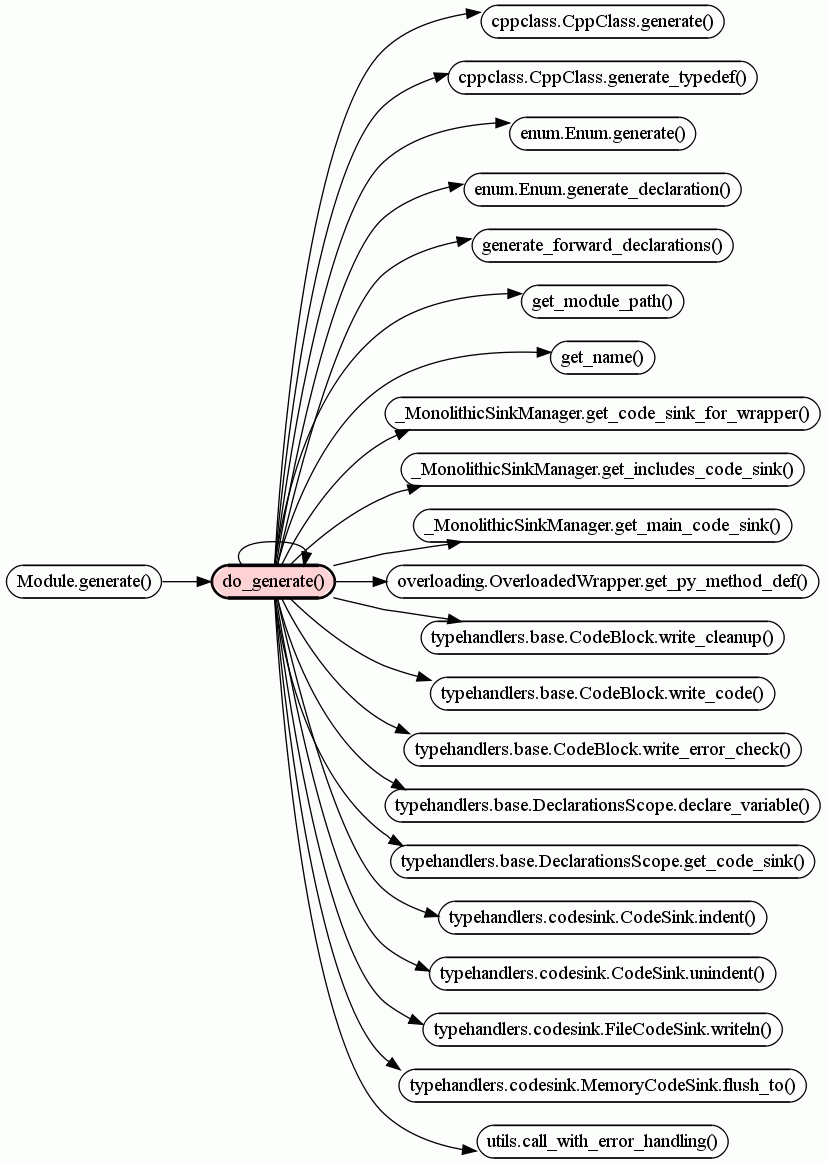 cppclass.CppClass.generate()
cppclass.CppClass.generate_typedef()
enum.Enum.generate()
enum.Enum.generate_declaration()
generate_forward_declarations()
get_module_path()
get_name()
_MonolithicSinkManager.get_code_sink_for_wrapper()
_MonolithicSinkManager.get_includes_code_sink()
_MonolithicSinkManager.get_main_code_sink()
Module.generate()
do_generate()
overloading.OverloadedWrapper.get_py_method_def()
typehandlers.base.CodeBlock.write_cleanup()
typehandlers.base.CodeBlock.write_code()
typehandlers.base.CodeBlock.write_error_check()
typehandlers.base.DeclarationsScope.declare_variable()
typehandlers.base.DeclarationsScope.get_code_sink()
typehandlers.codesink.CodeSink.indent()
typehandlers.codesink.CodeSink.unindent()
typehandlers.codesink.FileCodeSink.writeln()
typehandlers.codesink.MemoryCodeSink.flush_to()
utils.call_with_error_handling()